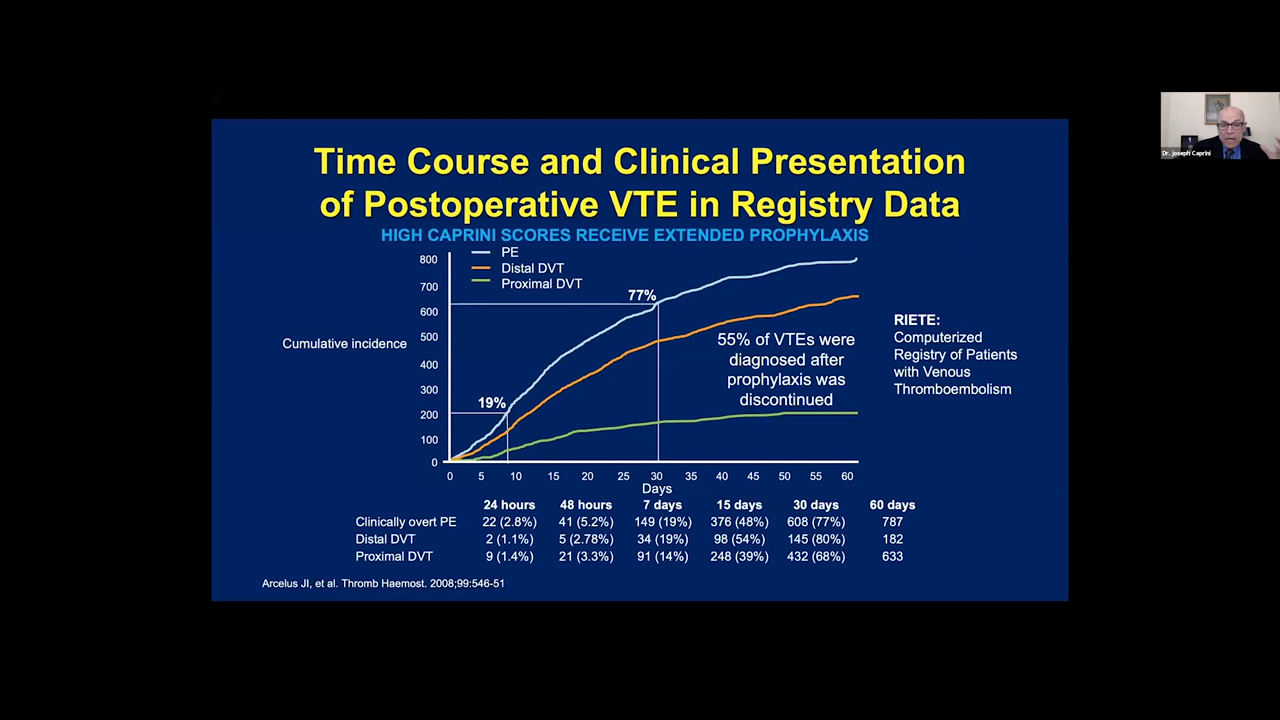 Time Course and Clinical Presentation
of Postoperative VTE in Registry Data
HIGH CAPRINI SCORES RECEIVE EXTENDED PROPHYLAXIS
PE
Distal DVT
Proximal DVT
800
700
600
500
400
300
200
100
0
Cumulative incidence
77%
19%
55% of VTEs were
diagnosed after
prophylaxis was
discontinued
RIETE:
Computerized
Registry of Patients
with Venous
Thromboembolism
0 5 10 15 20 25 30 35 40 45 50 55 60
Days
24 hours 48 hours 7 days 15 days 30 days 60 days
Clinically overt PE 22 (2.8%) 41 (5.2%) 149 (19%) 376 (48%) 608 (77%) 787
Distal DVT 2 (1.1%) 5 (2.78%) 34 (19%) 98 (54%) 145 (80%) 182
Proximal DVT 9 (1.4%) 21 (3.3%) 91 (14%) 248 (39%) 432 (68%) 633
Arcelus JI, et al. Thromb Haemost. 2008;99:546-51
Dr. joseph Caprini